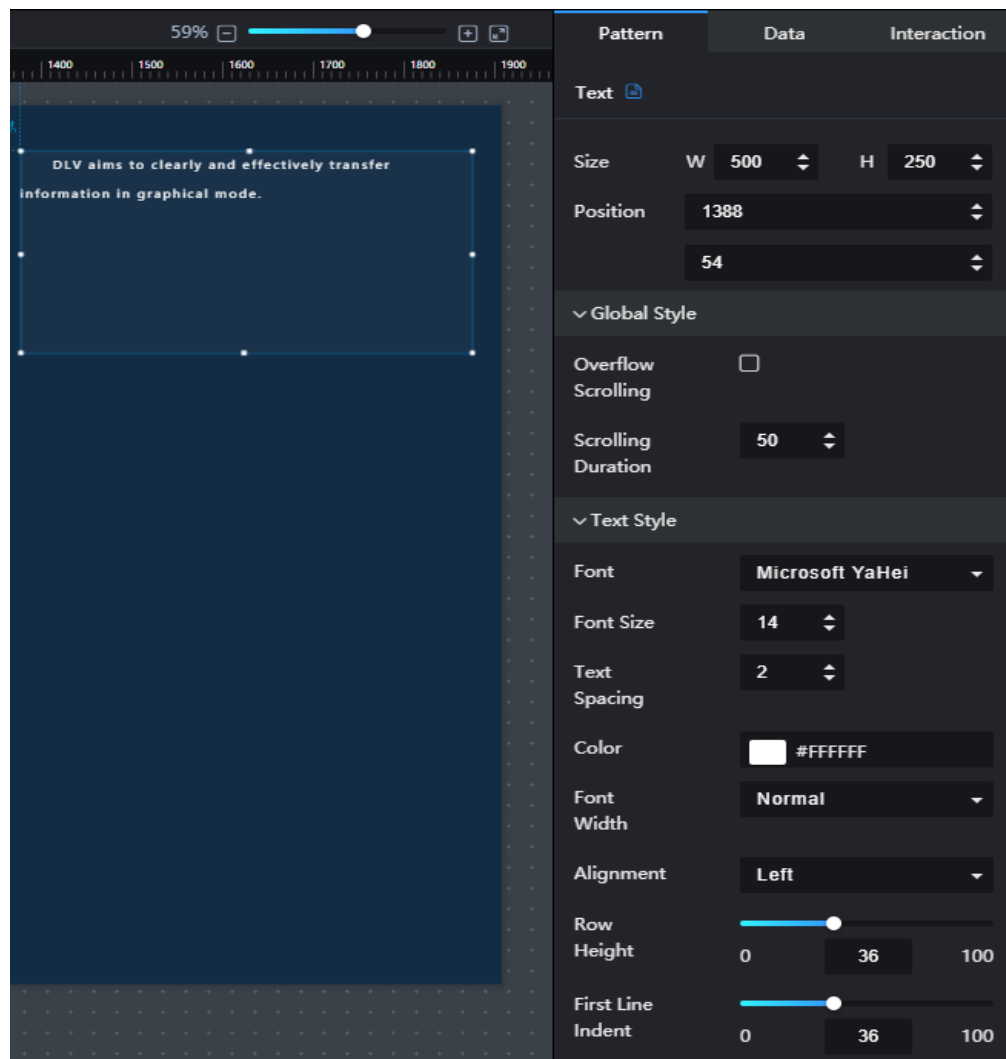 59%
1400 1500 1600 1700 1800 1900
DLV aims to clearly and effectively transfer
information in graphical mode.
Pattern Data Interaction
Text
Size W 500 H 250
Position 1388
54
Global Style
Overflow
Scrolling
Scrolling
Duration
50
Text Style
Font Microsoft YaHei
Font Size 14
Text
Spacing
2
Color #FFFFFF
Font
Width
Normal
Alignment Left
Row
Height
0 36 100
First Line
Indent
0 36 100